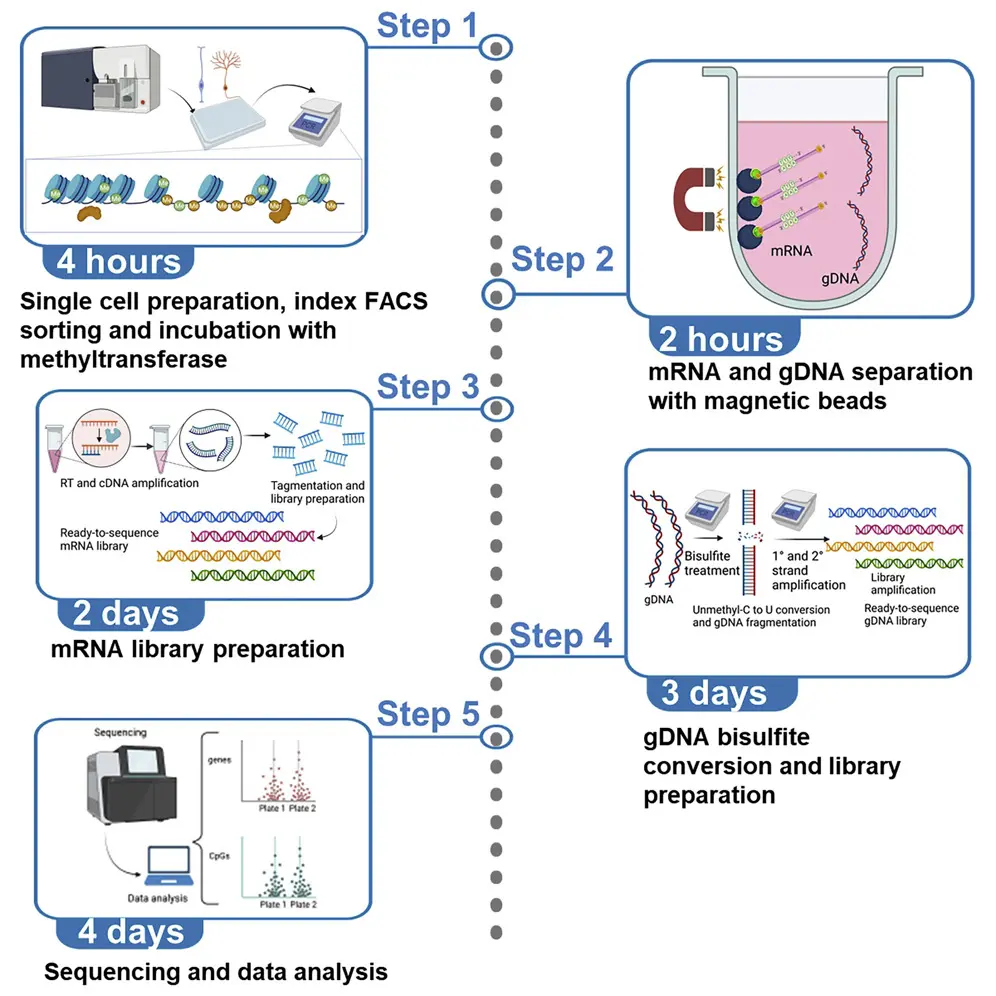 Step 1
4 hours
Single cell preparation, index FACS
sorting and incubation with
methyltransferase
Step 2
mRNA
gDNA
2 hours
mRNA and gDNA separation
with magnetic beads
Step 3
RT and cDNA amplification
Tagmentation and
library preparation
Ready-to-sequence
mRNA library
2 days
mRNA library preparation
Step 4
gDNA
Bisulfite
treatment
Unmethyl-C to U conversion
and gDNA fragmentation
1° and 2°
strand
amplification
Library
amplification
Ready-to-sequence
gDNA library
3 days
gDNA bisulfite
conversion and library
preparation
Step 5
Sequencing
Data analysis
genes
Plate 1 Plate 2
CpGs
Plate 1 Plate 2
4 days
Sequencing and data analysis